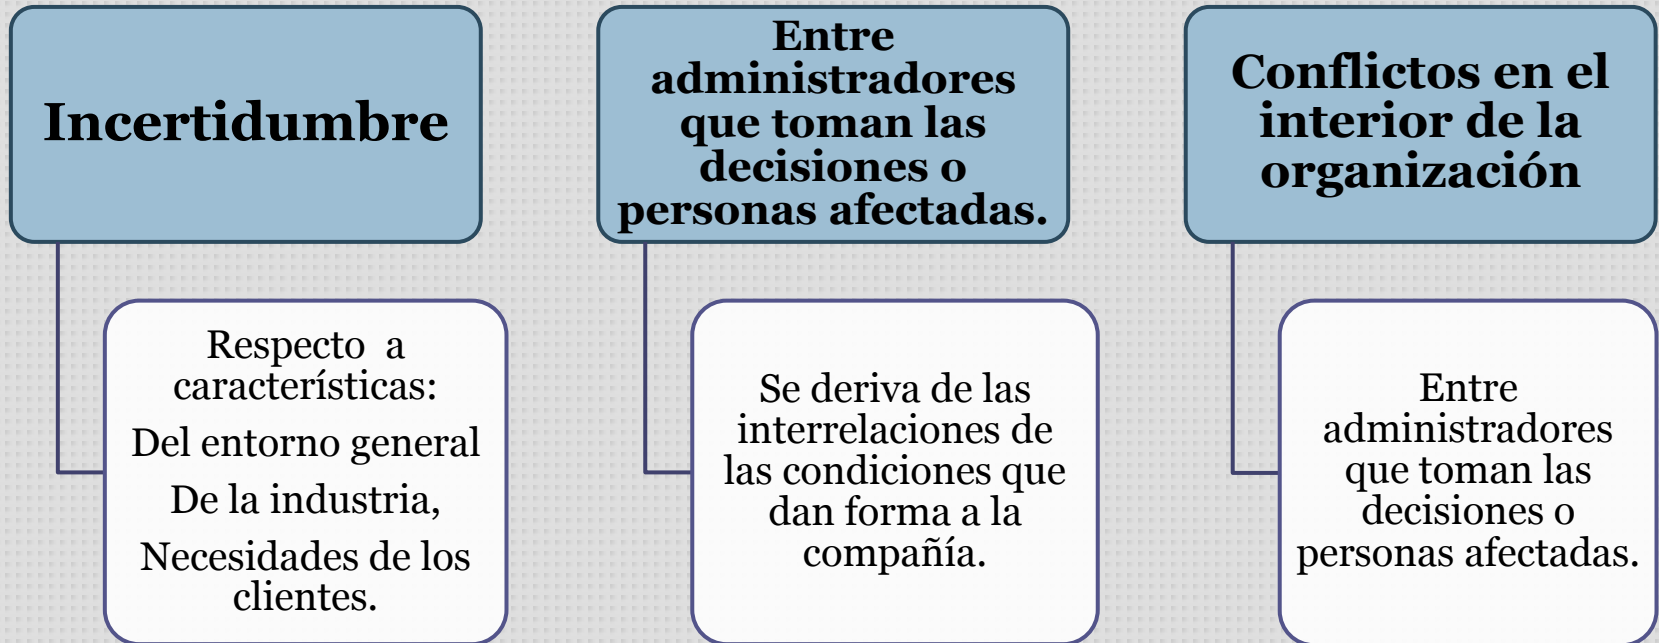 Incertidumbre
Respecto a
características:
Del entorno general
De la industria,
Necesidades de los
clientes.
Entre
administradores
que toman las
decisiones o
personas afectadas.
Se deriva de las
interrelaciones de
las condiciones que
dan forma a la
compañía.
Conflictos en el
interior de la
organización
Entre
administradores
que toman las
decisiones o
personas afectadas.